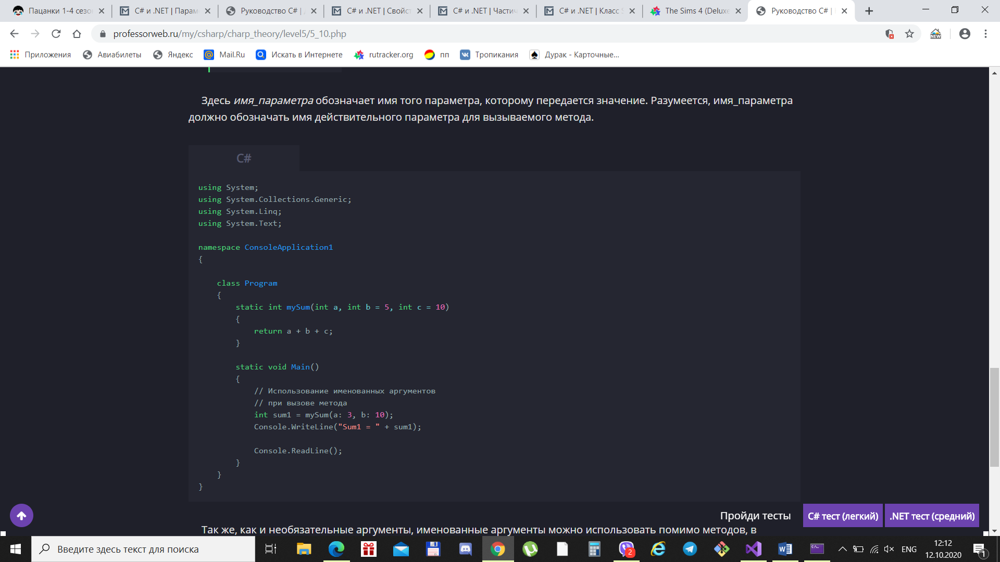 Пацанки 1-4 сезо
C# и .NET | Парам
Руководство C# |
C# и .NET | Свойст
C# и .NET | Частич
C# и .NET | Класс S
The Sims 4 (Deluxe
Руководство C# |
professorweb.ru/my/csharp/charp_theory/level5/5_10.php
NEW
Приложения
Авиабилеты
Яндекс
Mail.Ru
Искать в Интернете
rutracker.org
пп
Тропикания
Дурак - Карточные...
Здесь имя_параметра обозначает имя того параметра, которому передается значение. Разумеется, имя_параметра
должно обозначать имя действительного параметра для вызываемого метода.
C#
using System;
using System.Collections.Generic;
using System.Linq;
using System.Text;
namespace ConsoleApplication1
{
class Program
{
static int mySum(int a, int b = 5, int c = 10)
{
return a + b + c;
}
static void Main()
{
// Использование именованных аргументов
// при вызове метода
int sum1 = mySum(a: 3, b: 10);
Console.WriteLine("Sum1 = " + sum1);
Console.ReadLine();
}
}
}
Пройди тесты
C# тест (легкий)
.NET тест (средний)
Так же, как и необязательные аргументы, именованные аргументы можно использовать помимо методов, в
Введите здесь текст для поиска
2
ENG
12:12
12.10.2020
1